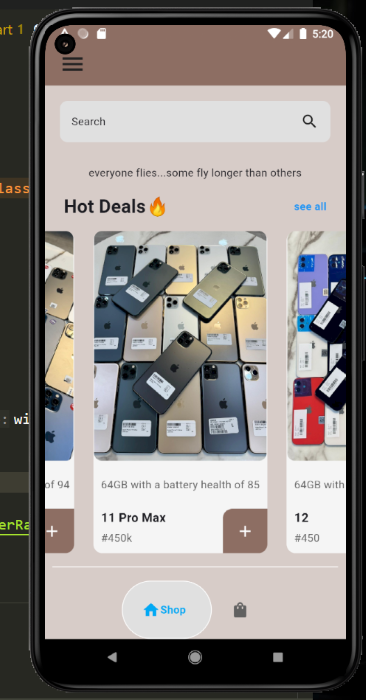 art 1
5:20
Search
everyone flies...some fly longer than others
Hot Deals🔥
see all
lass
: wi
erRa
of 94
64GB with a battery health of 85
64GB with
11 Pro Max
12
#450k
#450
+
+
Shop